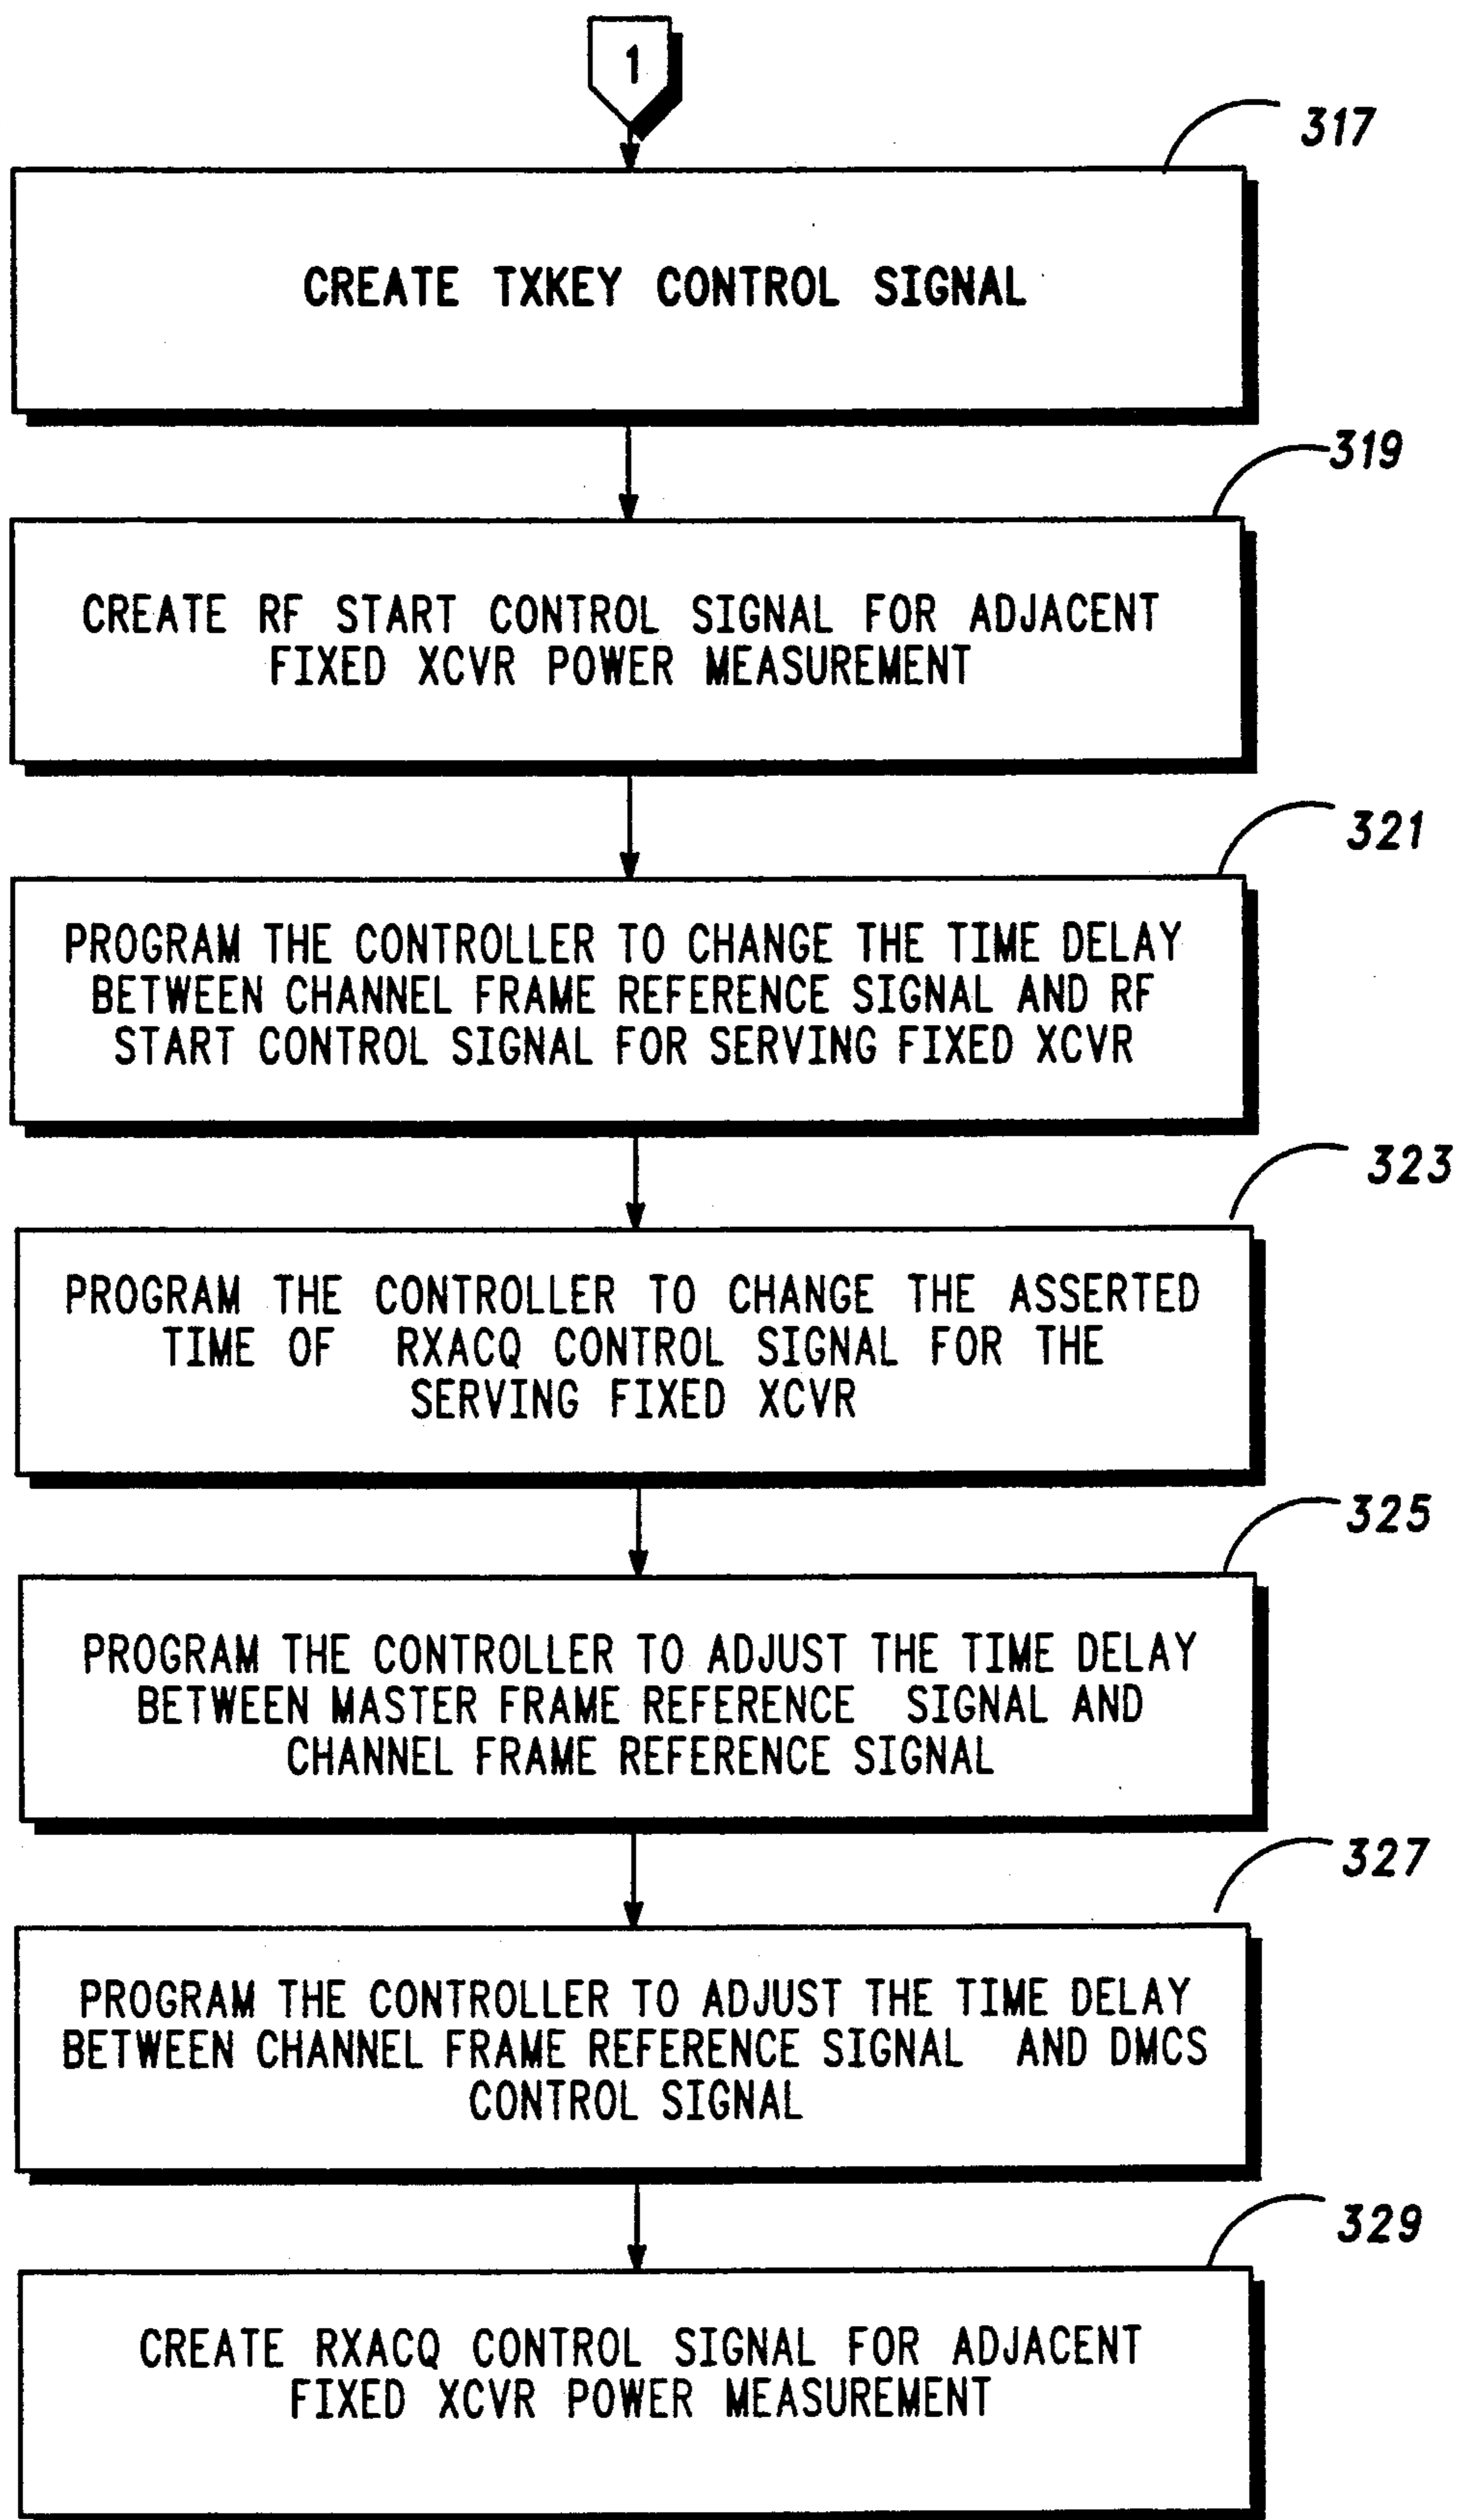 1
317
CREATE TXKEY CONTROL SIGNAL
319
CREATE RF START CONTROL SIGNAL FOR ADJACENT
FIXED XCVR POWER MEASUREMENT
321
PROGRAM THE CONTROLLER TO CHANGE THE TIME DELAY
BETWEEN CHANNEL FRAME REFERENCE SIGNAL AND RF
START CONTROL SIGNAL FOR SERVING FIXED XCVR
323
PROGRAM THE CONTROLLER TO CHANGE THE ASSERTED
TIME OF RXACQ CONTROL SIGNAL FOR THE
SERVING FIXED XCVR
325
PROGRAM THE CONTROLLER TO ADJUST THE TIME DELAY
BETWEEN MASTER FRAME REFERENCE SIGNAL AND
CHANNEL FRAME REFERENCE SIGNAL
327
PROGRAM THE CONTROLLER TO ADJUST THE TIME DELAY
BETWEEN CHANNEL FRAME REFERENCE SIGNAL AND DMCS
CONTROL SIGNAL
329
CREATE RXACQ CONTROL SIGNAL FOR ADJACENT
FIXED XCVR POWER MEASUREMENT